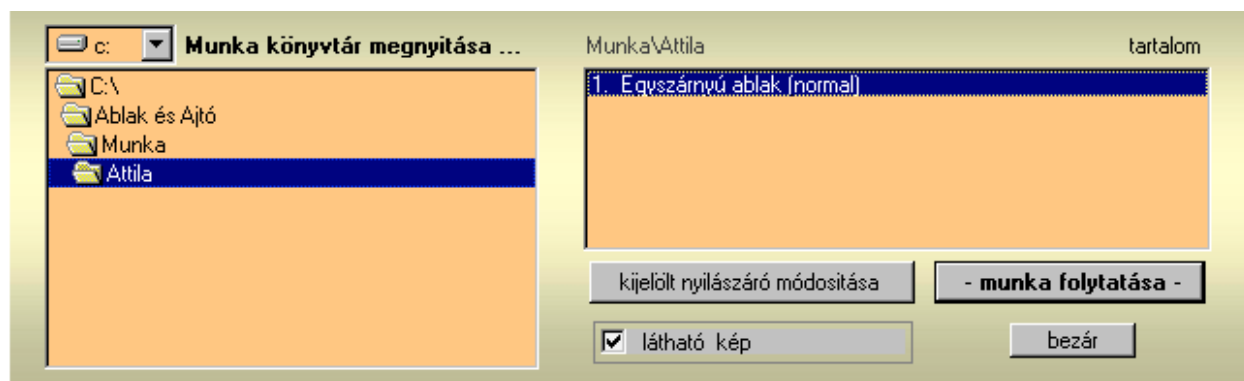 c: Munka könyvtár megnyitása ...
C:\
Ablak és Ajtó
Munka
Attila
Munka\Attila tartalom
1. Egyszárnyú ablak (normal)
kijelölt nyilászáró módositása
- munka folytatása -
látható kép
bezár